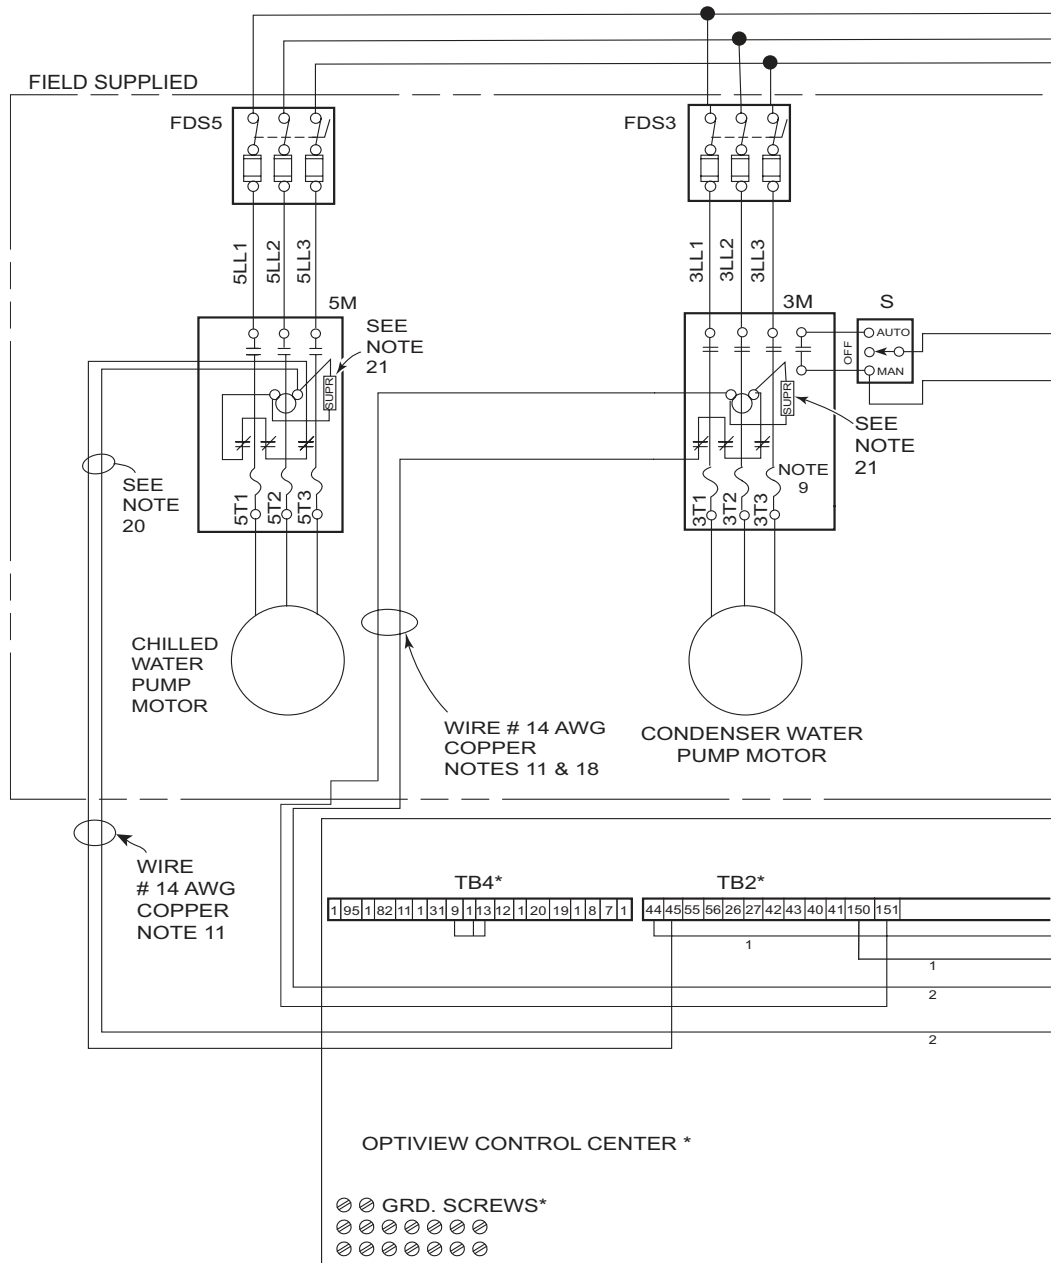 FIELD SUPPLIED
FDS5
FDS3
5LL1
5LL2
5LL3
3LL1
3LL2
3LL3
5M
SEE
NOTE
21
SUPR
3M
S
AUTO
OFF
MAN
SUPR
SEE
NOTE
21
NOTE
9
SEE
NOTE
20
5T1
5T2
5T3
3T1
3T2
3T3
CHILLED
WATER
PUMP
MOTOR
WIRE # 14 AWG
COPPER
NOTES 11 & 18
CONDENSER WATER
PUMP MOTOR
WIRE
# 14 AWG
COPPER
NOTE 11
TB4*
TB2*
1 95 1 82 11 1 31 9 1 13 12 1 20 19 1 8 7 1
44 45 55 56 26 27 42 43 40 41 150 151
1
1
2
2
OPTIVIEW CONTROL CENTER *
GRD. SCREWS*